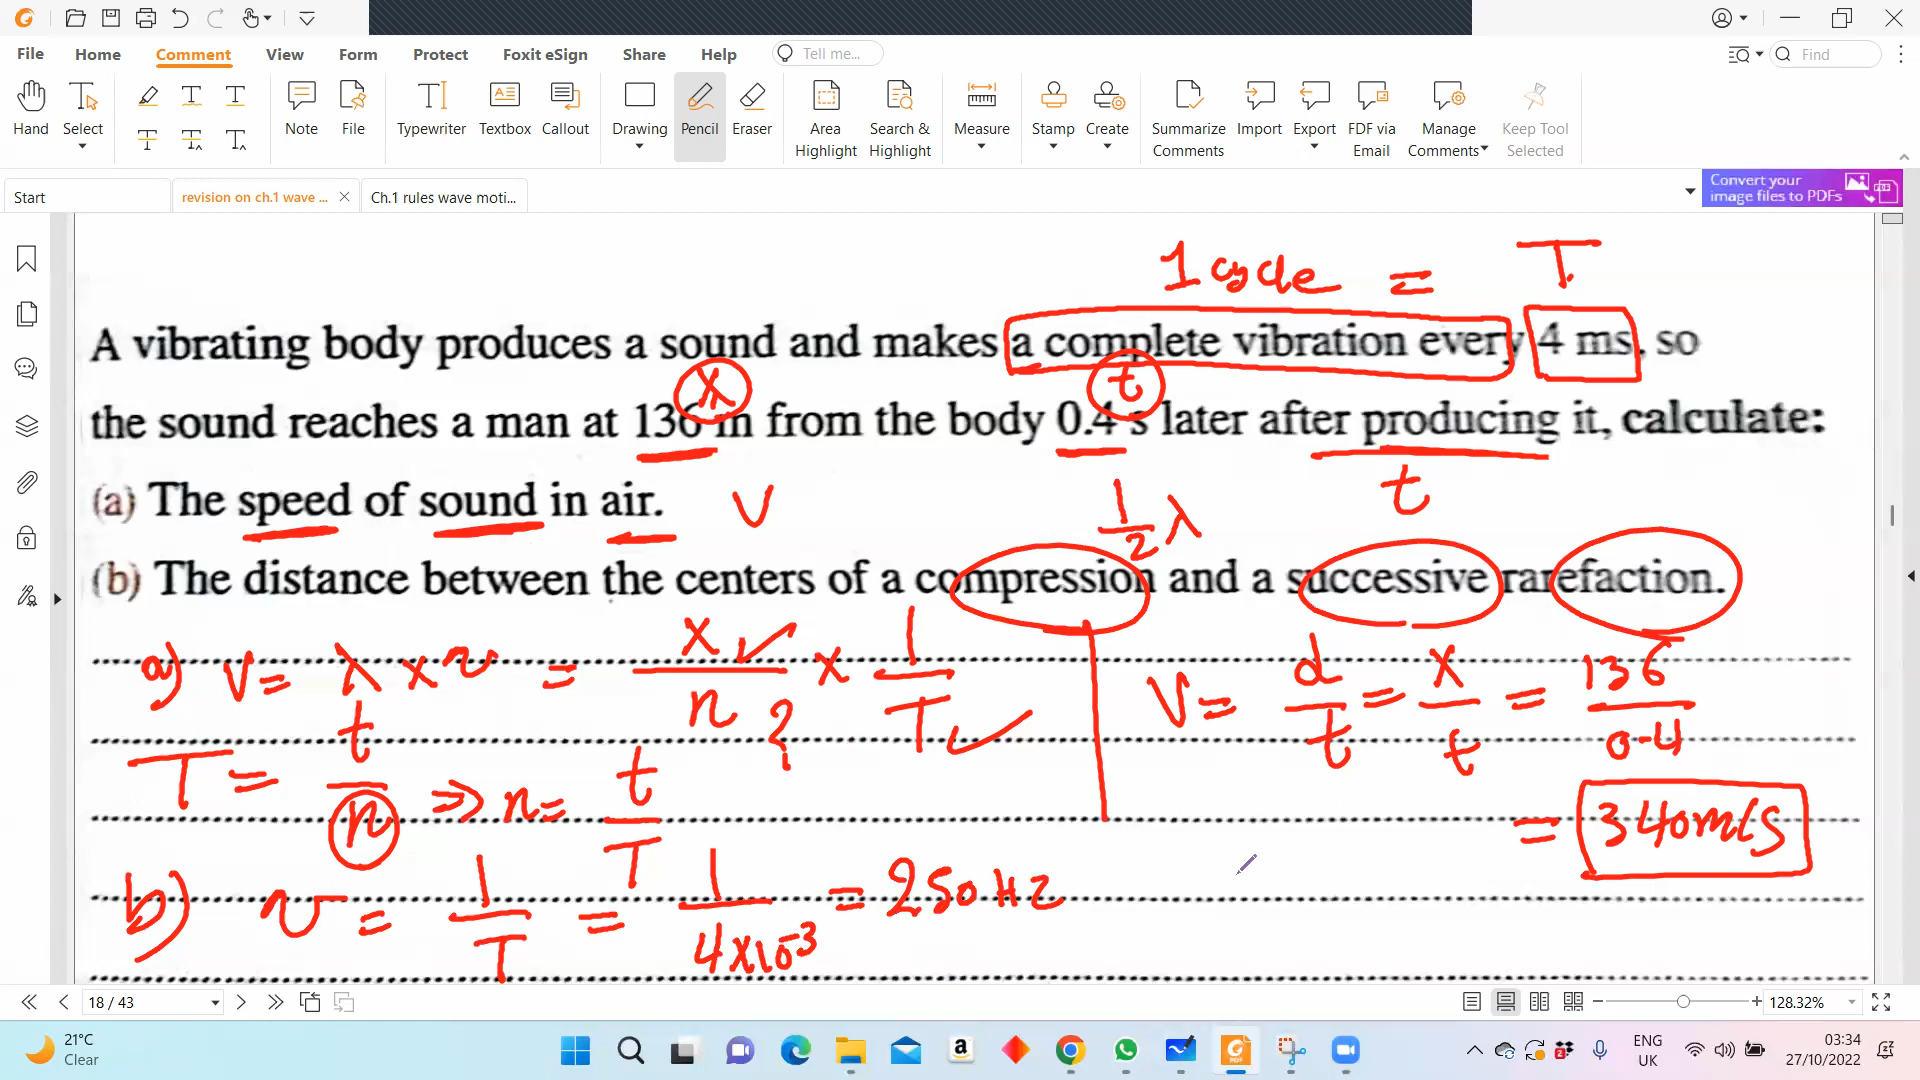 File Home Comment View Form Protect Foxit eSign Share Help Tell me... Find
Hand Select Note File Typewriter Textbox Callout Drawing Pencil Eraser Area Highlight Search & Highlight Measure Stamp Create Summarize Comments Import Export FDF via Email Manage Comments Keep Tool Selected
Start revision on ch.1 wave ... Ch.1 rules wave moti... Convert your image files to PDFs
1 cycle = T
A vibrating body produces a sound and makes a complete vibration every 4 ms, so
x t
the sound reaches a man at 136 m from the body 0.4 s later after producing it, calculate:
t
(a) The speed of sound in air. V
1/2 λ
(b) The distance between the centers of a compression and a successive rarefaction.
a) V = λ × ν = x/n ? × 1/T V = d/t = x/t = 136/0.4
T = t/n ⇒ n = t/T = 340 m/s
b) ν = 1/T = 1/4×10⁻³ = 250 Hz
18 / 43 128.32%
21°C
Clear
ENG
UK
03:34
27/10/2022